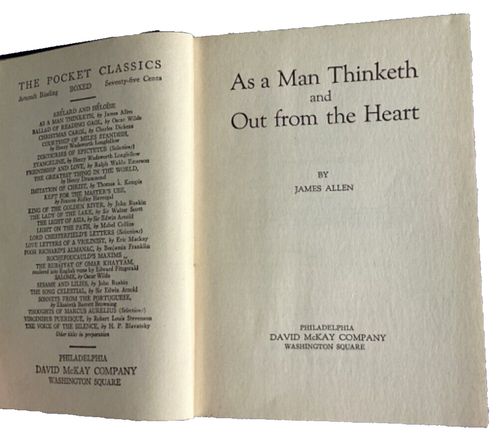 THE POCKET CLASSICS
Artcraft Binding BOXED Seventy-five Cents
ABÉLARD AND HÉLOÏSE
AS A MAN THINKETH, by James Allen
BALLAD OF READING GAOL, by Oscar Wilde
CHRISTMAS CAROL, by Charles Dickens
COURTSHIP OF MILES STANDISH,
by Henry Wadsworth Longfellow
DISCOURSE OF EPICTETUS (Selections)
EVANGELINE, by Henry Wadsworth Longfellow
FRIENDSHIP AND LOVE, by Ralph Waldo Emerson
THE GREATEST THING IN THE WORLD,
by Henry Drummond
IMITATION OF CHRIST, by Thomas à Kempis
KEPT FOR THE MASTER'S USE,
by Frances Ridley Havergal
KING OF THE GOLDEN RIVER, by John Ruskin
THE LADY OF THE LAKE, by Sir Walter Scott
THE LIGHT OF ASIA, by Sir Edwin Arnold
LIGHT ON THE PATH, by Mabel Collins
LORD CHESTERFIELD'S LETTERS (Selections)
LOVE LETTERS OF A VIOLINIST, by Eric Mackay
POOR RICHARD'S ALMANAC, by Benjamin Franklin
ROCHEFOUCAULD'S MAXIMS
THE RUBAIYAT OF OMAR KHAYYAM,
rendered into English verse by Edward Fitzgerald
SALOME, by Oscar Wilde
SESAME AND LILIES, by John Ruskin
THE SONG CELESTIAL, by Sir Edwin Arnold
SONNETS FROM THE PORTUGUESE,
by Elizabeth Barrett Browning
THOUGHTS OF MARCUS AURELIUS (Selections)
VIRGINIBUS PUERISQUE, by Robert Louis Stevenson
THE VOICE OF THE SILENCE, by H. P. Blavatsky
Other titles in preparation
PHILADELPHIA
DAVID McKAY COMPANY
WASHINGTON SQUARE
As a Man Thinketh
and
Out from the Heart
BY
JAMES ALLEN
PHILADELPHIA
DAVID McKAY COMPANY
WASHINGTON SQUARE